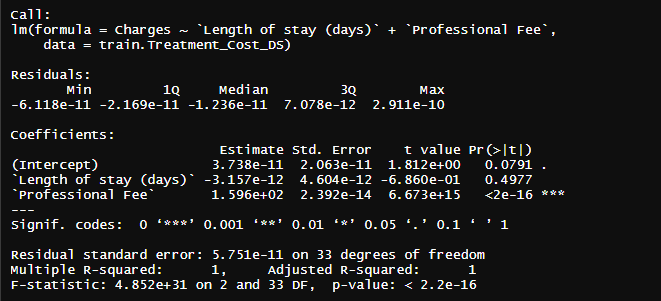 Call:
lm(formula = Charges ~ `Length of stay (days)` + `Professional Fee`,
    data = train.Treatment_Cost_DS)

Residuals:
       Min         1Q     Median         3Q        Max
-6.118e-11 -2.169e-11 -1.236e-11  7.078e-12  2.911e-10

Coefficients:
                          Estimate Std. Error    t value Pr(>|t|)
(Intercept)              3.738e-11  2.063e-11  1.812e+00   0.0791 .
`Length of stay (days)` -3.157e-12  4.604e-12 -6.860e-01   0.4977
`Professional Fee`       1.596e+02  2.392e-14  6.673e+15   <2e-16 ***
---
Signif. codes:  0 ‘***’ 0.001 ‘**’ 0.01 ‘*’ 0.05 ‘.’ 0.1 ‘ ’ 1

Residual standard error: 5.751e-11 on 33 degrees of freedom
Multiple R-squared:      1,     Adjusted R-squared:      1
F-statistic: 4.852e+31 on 2 and 33 DF,  p-value: < 2.2e-16